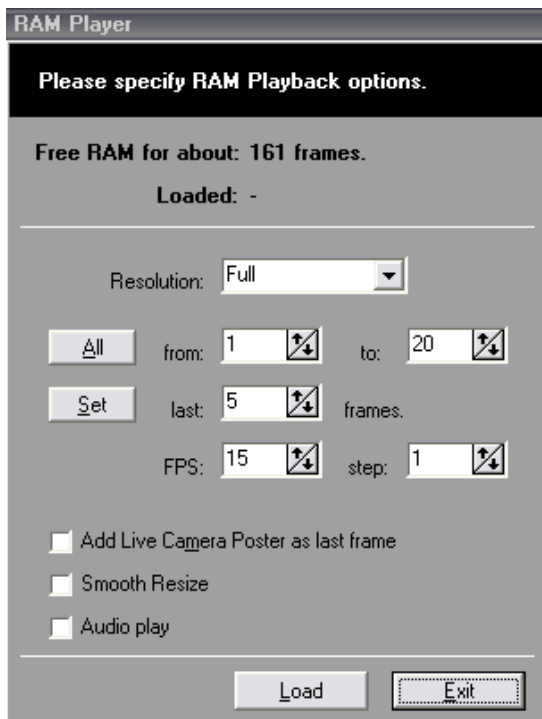 RAM Player
Please specify RAM Playback options.
Free RAM for about: 161 frames.
Loaded: -
Resolution: Full
All from: 1 to: 20
Set last: 5 frames.
FPS: 15 step: 1
Add Live Camera Poster as last frame
Smooth Resize
Audio play
Load Exit